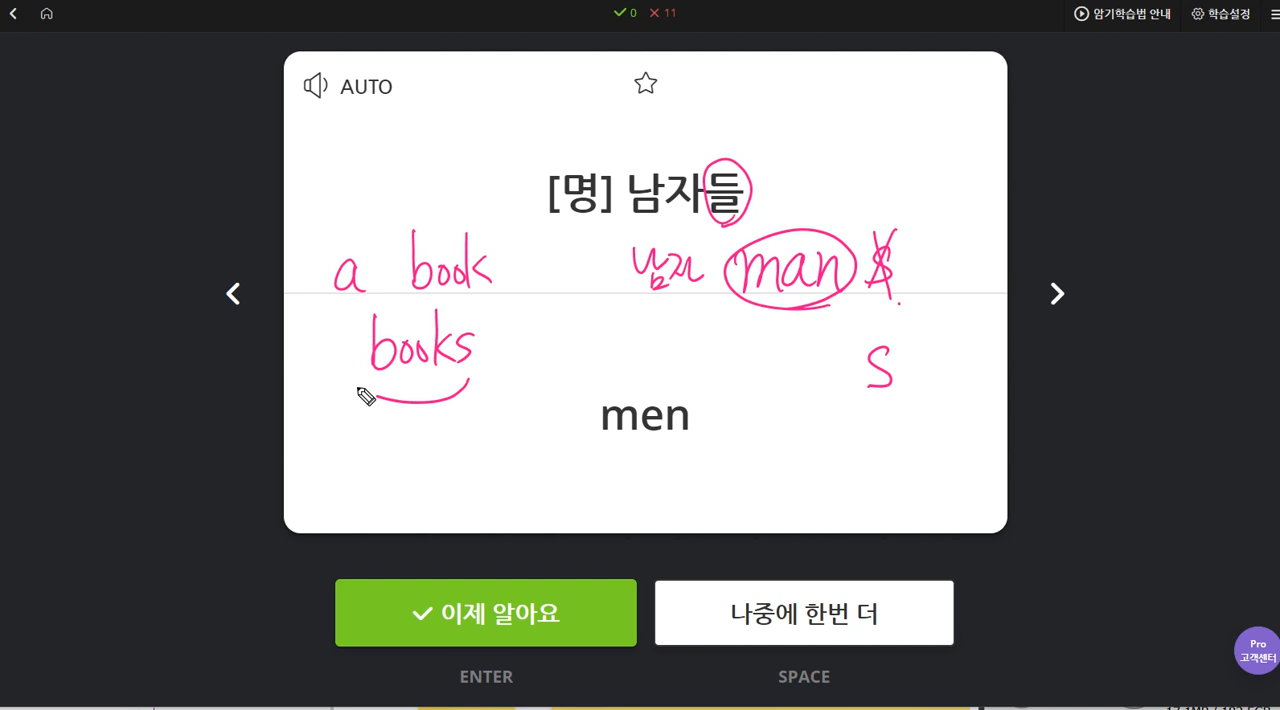 0 11 암기학습법 안내 학습설정
AUTO
[명] 남자들
a book 남자 man s
books
s
men
이제 알아요 나중에 한번 더
ENTER SPACE
Pro
고객센터